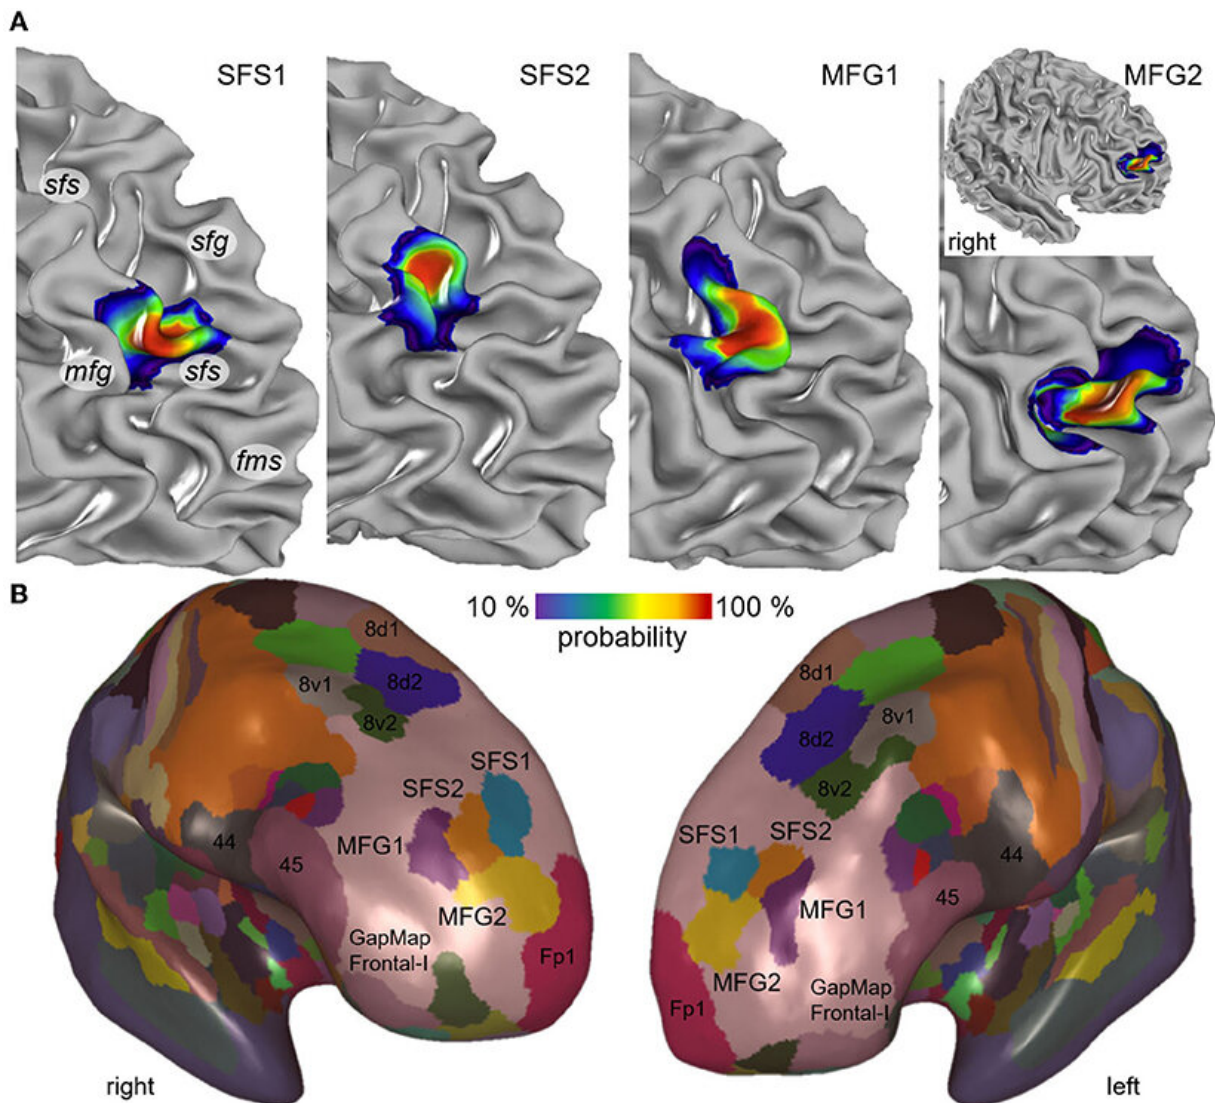 A
SFS1
SFS2
MFG1
MFG2
sfs
sfg
mfg
sfs
fms
right
B
10 %
100 %
probability
8d1
8d2
8v1
8v2
SFS1
SFS2
MFG1
MFG2
44
45
GapMap
Frontal-I
Fp1
right
8d1
8v1
8d2
8v2
SFS1
SFS2
44
45
MFG1
MFG2
GapMap
Frontal-I
Fp1
left